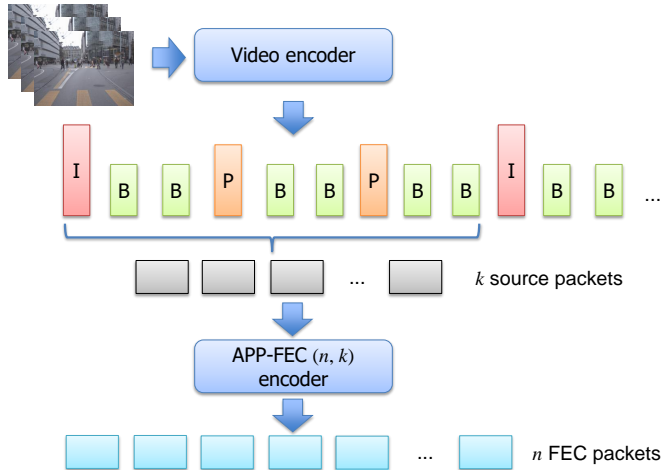 Video encoder
I B B P B B P B B I B B ...
... k source packets
APP-FEC (n, k)
encoder
... n FEC packets